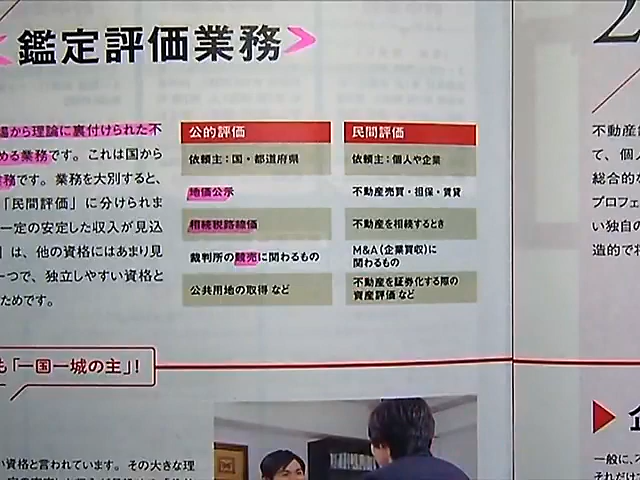 鑑定評価業務
場から理論に裏付けられた不
める業務です。これは国から
務です。業務を大別すると、
「民間評価」に分けられま
一定の安定した収入が見込
」は、他の資格にはあまり見
一つで、独立しやすい資格と
ためです。
公的評価
依頼主:国・都道府県
地価公示
相続税路線価
裁判所の競売に関わるもの
公共用地の取得 など
民間評価
依頼主:個人や企業
不動産売買・担保・賃貸
不動産を相続するとき
M&A(企業買収)に
関わるもの
不動産を証券化する際の
資産評価 など
も「一国一城の主」!
い資格と言われています。その大きな理
2
不動産
て、個人
総合的な
プロフェ
い独自の
造的で
一般に、不
それだけ